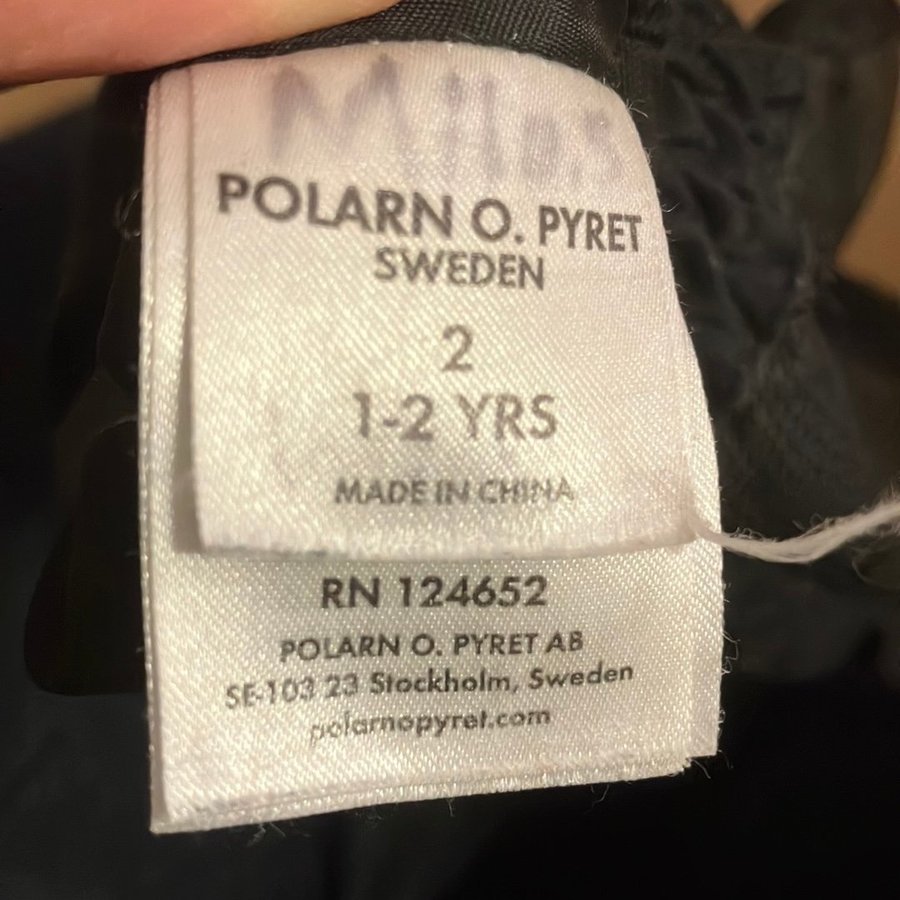 Milos
POLARN O. PYRET
SWEDEN
2
1-2 YRS
MADE IN CHINA
RN 124652
POLARN O. PYRET AB
SE-103 23 Stockholm, Sweden
polarnopyret.com